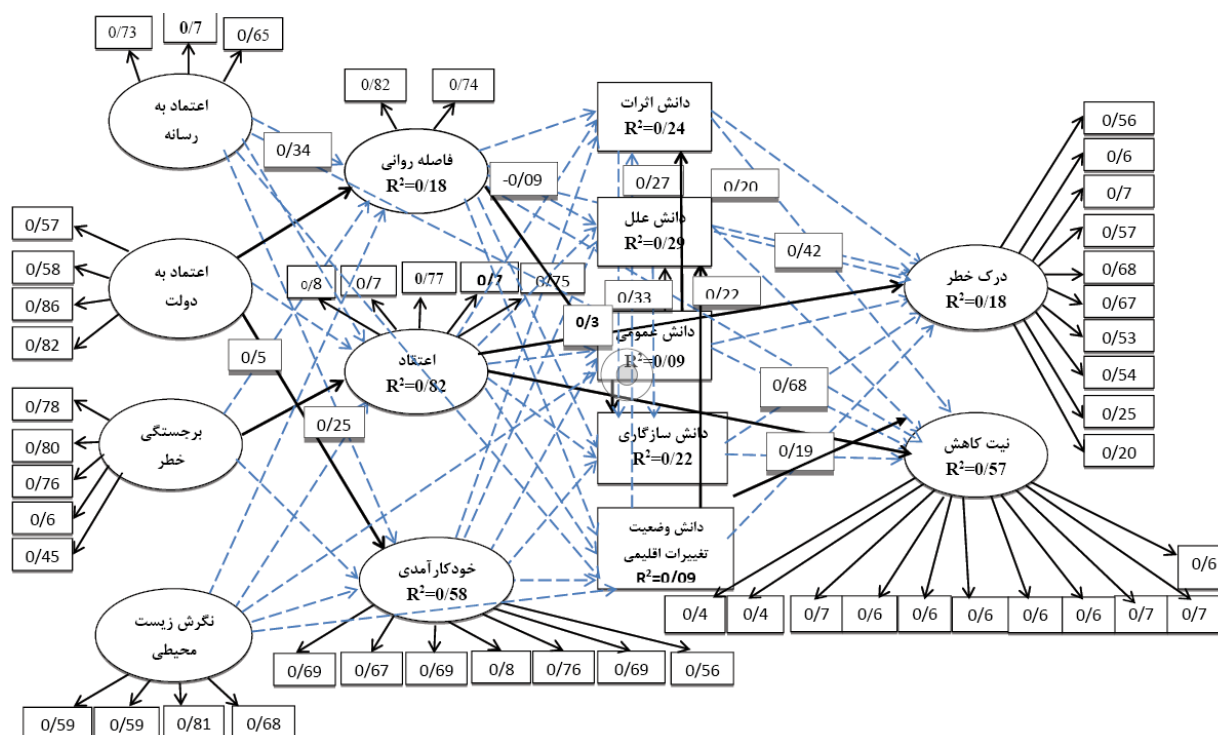 0/73
0/7
0/65
اعتماد به
رسانه
0/34
0/82
0/74
فاصله روانی
R²=0/18
-0/09
دانش اثرات
R²=0/24
0/27
0/20
دانش علل
R²=0/29
0/42
0/33
0/22
0/56
0/6
0/7
0/57
0/68
0/67
0/53
0/54
0/25
0/20
درک خطر
R²=0/18
0/57
0/58
0/86
0/82
اعتماد به
دولت
0/5
0/25
0/8
0/7
0/77
0/7
0/75
اعتقاد
R²=0/82
0/3
دانش عمومی
R²=0/09
0/68
0/19
دانش سازگاری
R²=0/22
نیت کاهش
R²=0/57
0/78
0/80
0/76
0/6
0/45
برجستگی
خطر
دانش وضعیت
تغییرات اقلیمی
R²=0/09
خودکارآمدی
R²=0/58
0/69
0/67
0/69
0/8
0/76
0/69
0/56
0/4
0/4
0/7
0/6
0/6
0/6
0/6
0/6
0/7
0/7
0/6
نگرش زیست
محیطی
0/59
0/59
0/81
0/68